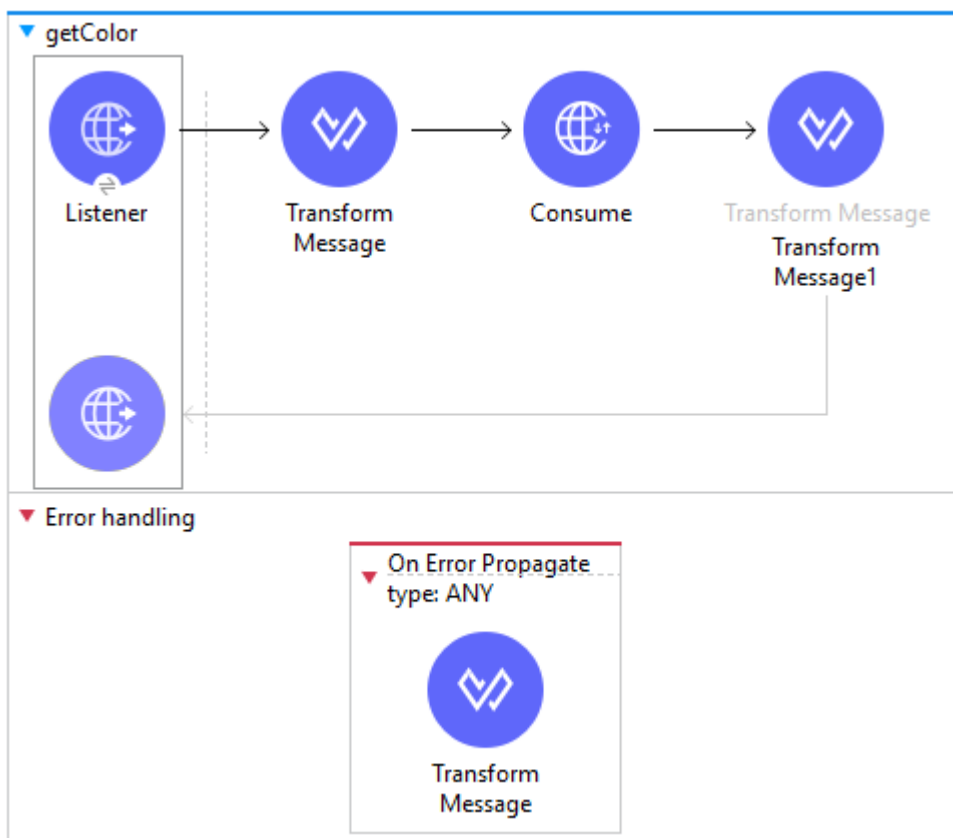 getColor
Listener
Transform
Message
Consume
Transform Message
Transform
Message1
Error handling
On Error Propagate
type: ANY
Transform
Message